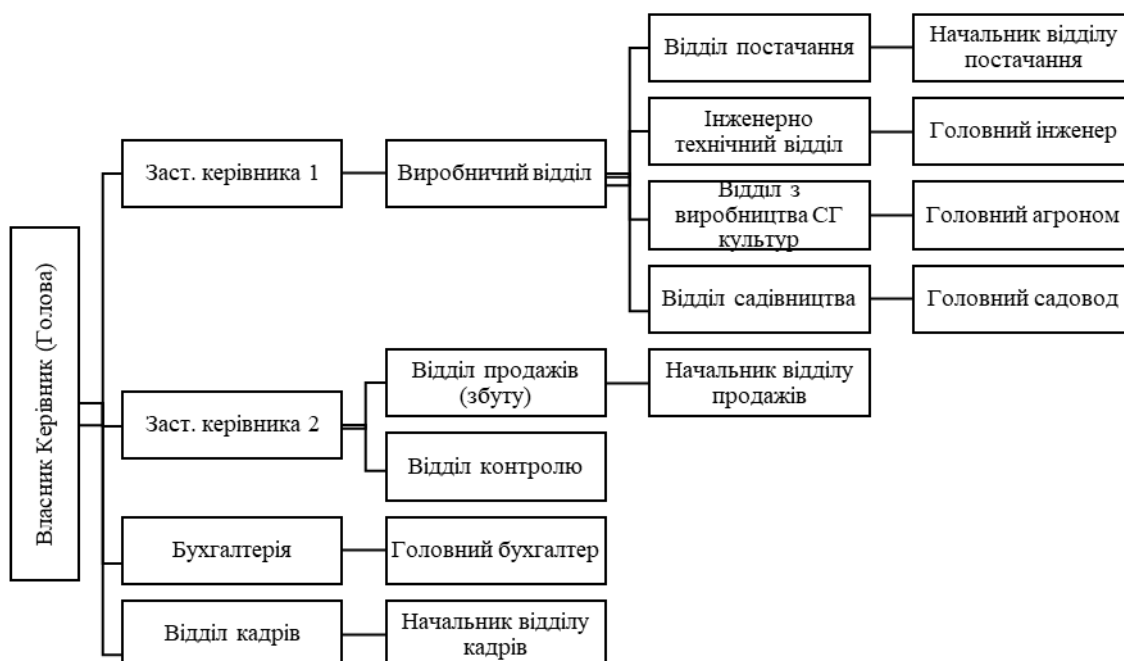 Власник Керівник (Голова)
Заст. керівника 1
Виробничий відділ
Відділ постачання
Начальник відділу
постачання
Інженерно
технічний відділ
Головний інженер
Відділ з
виробництва СГ
культур
Головний агроном
Відділ садівництва
Головний садовод
Заст. керівника 2
Відділ продажів
(збуту)
Начальник відділу
продажів
Відділ контролю
Бухгалтерія
Головний бухгалтер
Відділ кадрів
Начальник відділу
кадрів